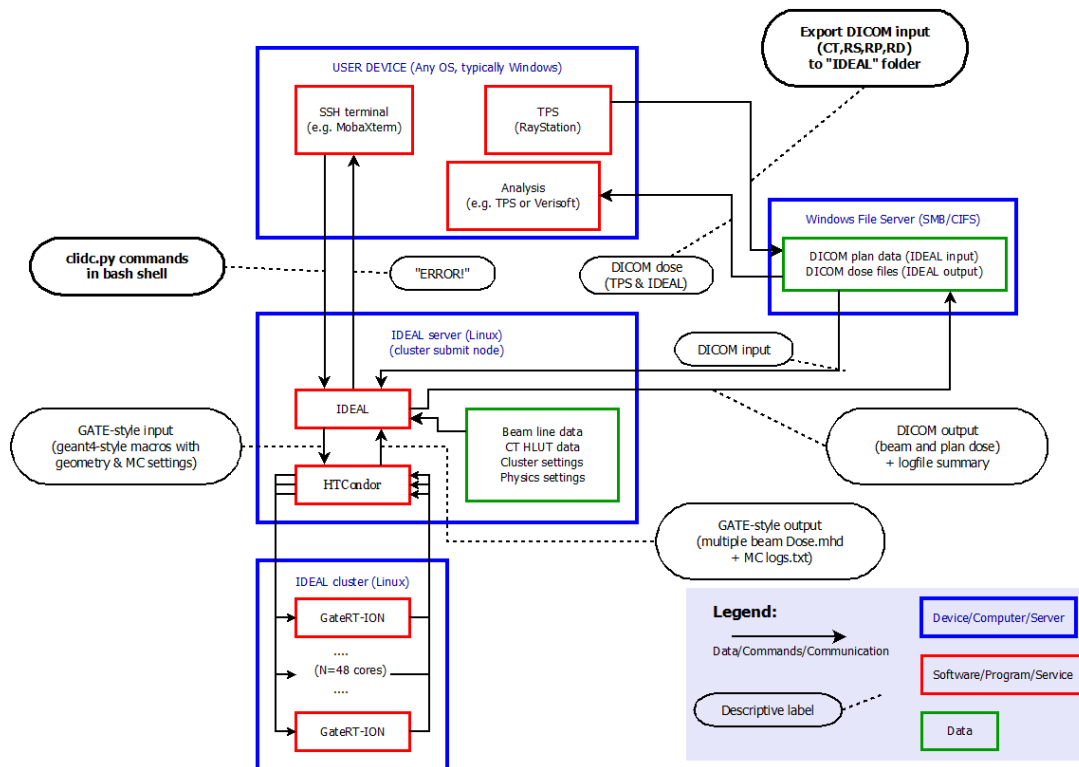 Export DICOM input
(CT,RS,RP,RD)
to "IDEAL" folder
USER DEVICE (Any OS, typically Windows)
SSH terminal
(e.g. MobaXterm)
TPS
(RayStation)
Analysis
(e.g. TPS or Verisoft)
Windows File Server (SMB/CIFS)
DICOM plan data (IDEAL input)
DICOM dose files (IDEAL output)
clidc.py commands
in bash shell
"ERROR!"
DICOM dose
(TPS & IDEAL)
IDEAL server (Linux)
(cluster submit node)
DICOM input
IDEAL
GATE-style input
(geant4-style macros with
geometry & MC settings)
Beam line data
CT HLUT data
Cluster settings
Physics settings
DICOM output
(beam and plan dose)
+ logfile summary
HTCondor
GATE-style output
(multiple beam Dose.mhd
+ MC logs.txt)
IDEAL cluster (Linux)
GateRT-ION
....
(N=48 cores)
....
GateRT-ION
Legend:
Data/Commands/Communication
Descriptive label
Device/Computer/Server
Software/Program/Service
Data